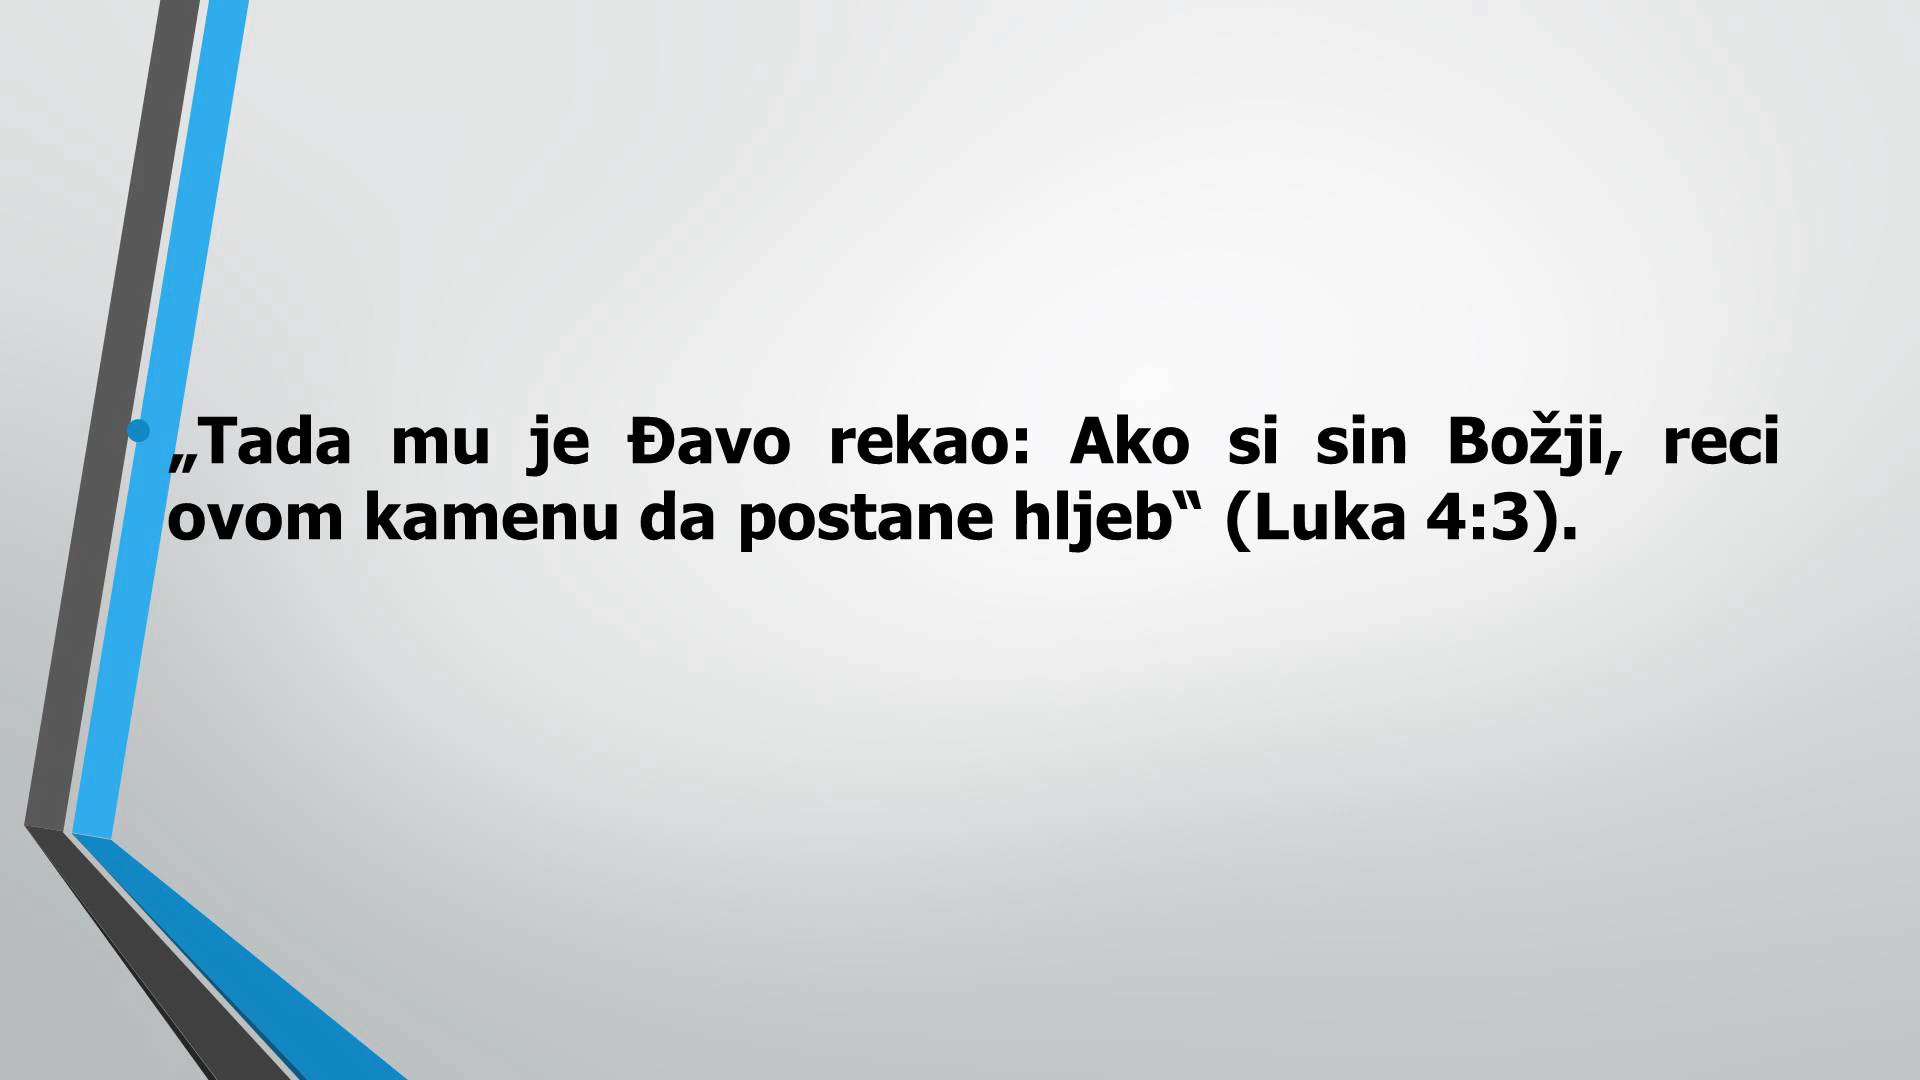 „Tada mu je Đavo rekao: Ako si sin Božji, reci
ovom kamenu da postane hljeb‟ (Luka 4:3).